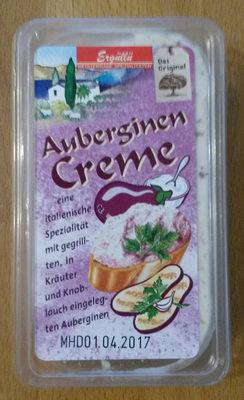 Ergüllü
Das
Original
Auberginen
Creme
eine
italienische
Spezialität
mit gegrill-
ten, in
Kräuter
und Knob-
lauch eingeleg-
ten Auberginen
MHD01.04.2017